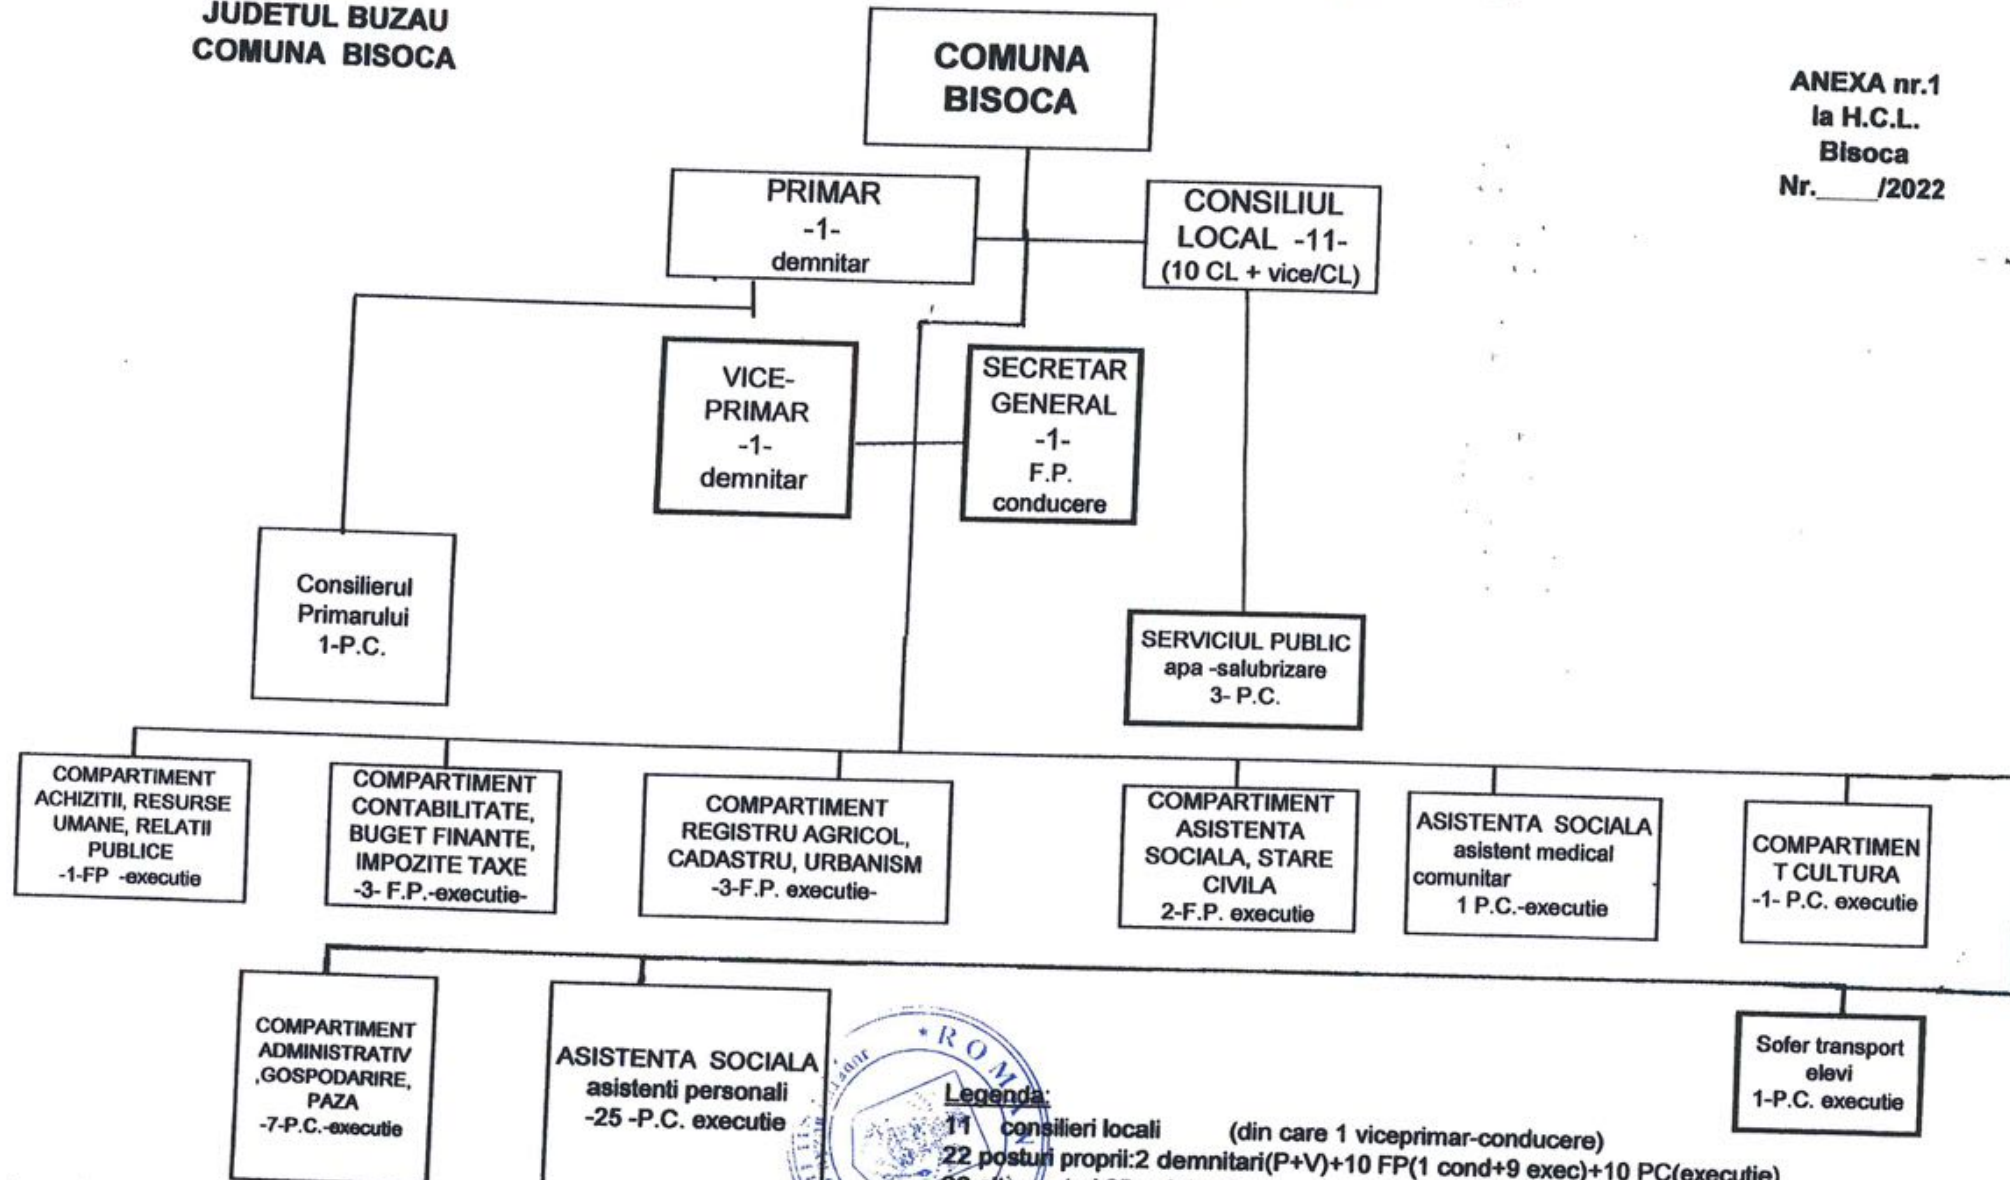 JUDETUL BUZAU
COMUNA BISOCA
COMUNA
BISOCA
ANEXA nr.1
la H.C.L.
Bisoca
Nr._____/2022
PRIMAR
-1-
demnitar
CONSILIUL
LOCAL -11-
(10 CL + vice/CL)
VICE-
PRIMAR
-1-
demnitar
SECRETAR
GENERAL
-1-
F.P.
conducere
Consilierul
Primarului
1-P.C.
SERVICIUL PUBLIC
apa -salubrizare
3- P.C.
COMPARTIMENT
ACHIZITII, RESURSE
UMANE, RELATII
PUBLICE
-1-FP -executie
COMPARTIMENT
CONTABILITATE,
BUGET FINANTE,
IMPOZITE TAXE
-3- F.P.-executie-
COMPARTIMENT
REGISTRU AGRICOL,
CADASTRU, URBANISM
-3-F.P. executie-
COMPARTIMENT
ASISTENTA
SOCIALA, STARE
CIVILA
2-F.P. executie
ASISTENTA SOCIALA
asistent medical
comunitar
1 P.C.-executie
COMPARTIMEN
T CULTURA
-1- P.C. executie
COMPARTIMENT
ADMINISTRATIV
,GOSPODARIRE,
PAZA
-7-P.C.-executie
ASISTENTA SOCIALA
asistenti personali
-25 -P.C. executie
Sofer transport
elevi
1-P.C. executie
* ROMAN
Legenda:
11 consilieri locali (din care 1 viceprimar-conducere)
22 posturi proprii:2 demnitari(P+V)+10 FP(1 cond+9 exec)+10 PC(executie)